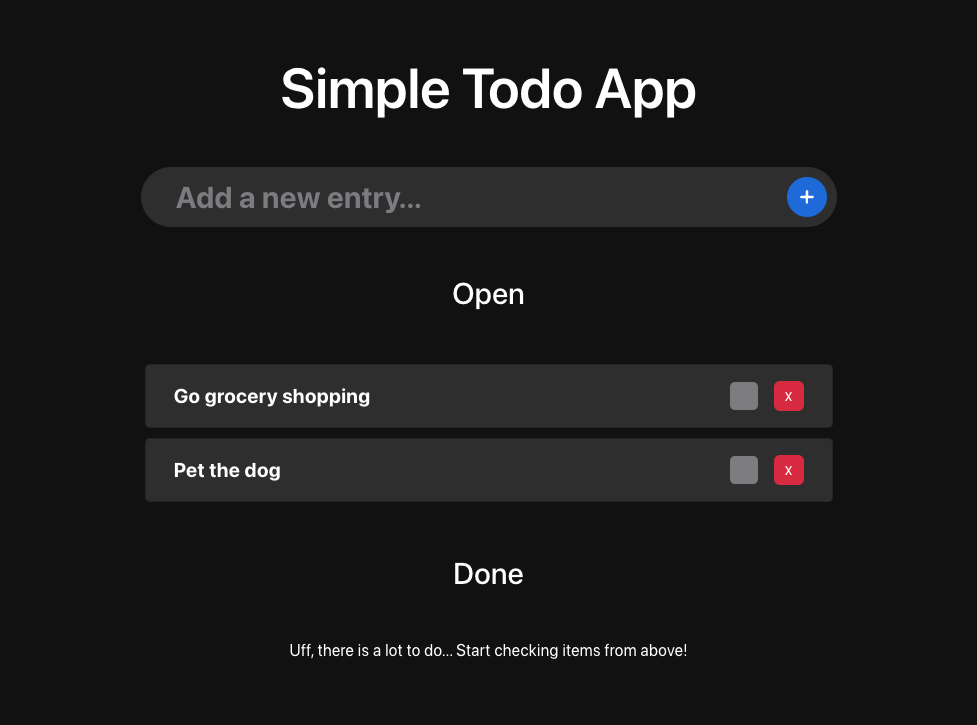 Simple Todo App
Add a new entry...
+
Open
Go grocery shopping
x
Pet the dog
x
Done
Uff, there is a lot to do... Start checking items from above!